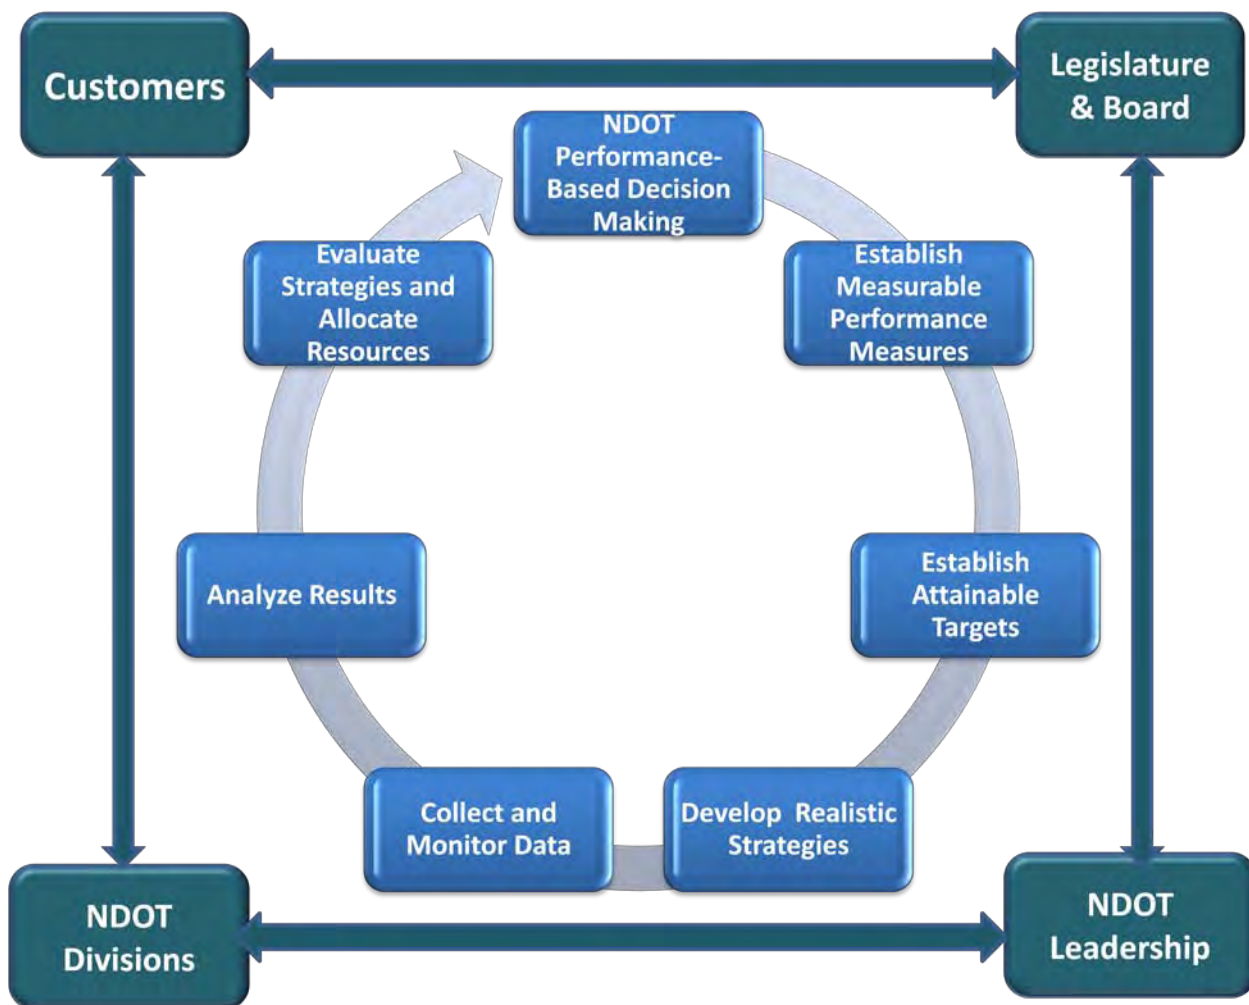 Customers
Legislature
& Board
NDOT
Performance-
Based Decision
Making
Evaluate
Strategies and
Allocate
Resources
Establish
Measurable
Performance
Measures
Analyze Results
Establish
Attainable
Targets
Collect and
Monitor Data
Develop Realistic
Strategies
NDOT
Divisions
NDOT
Leadership